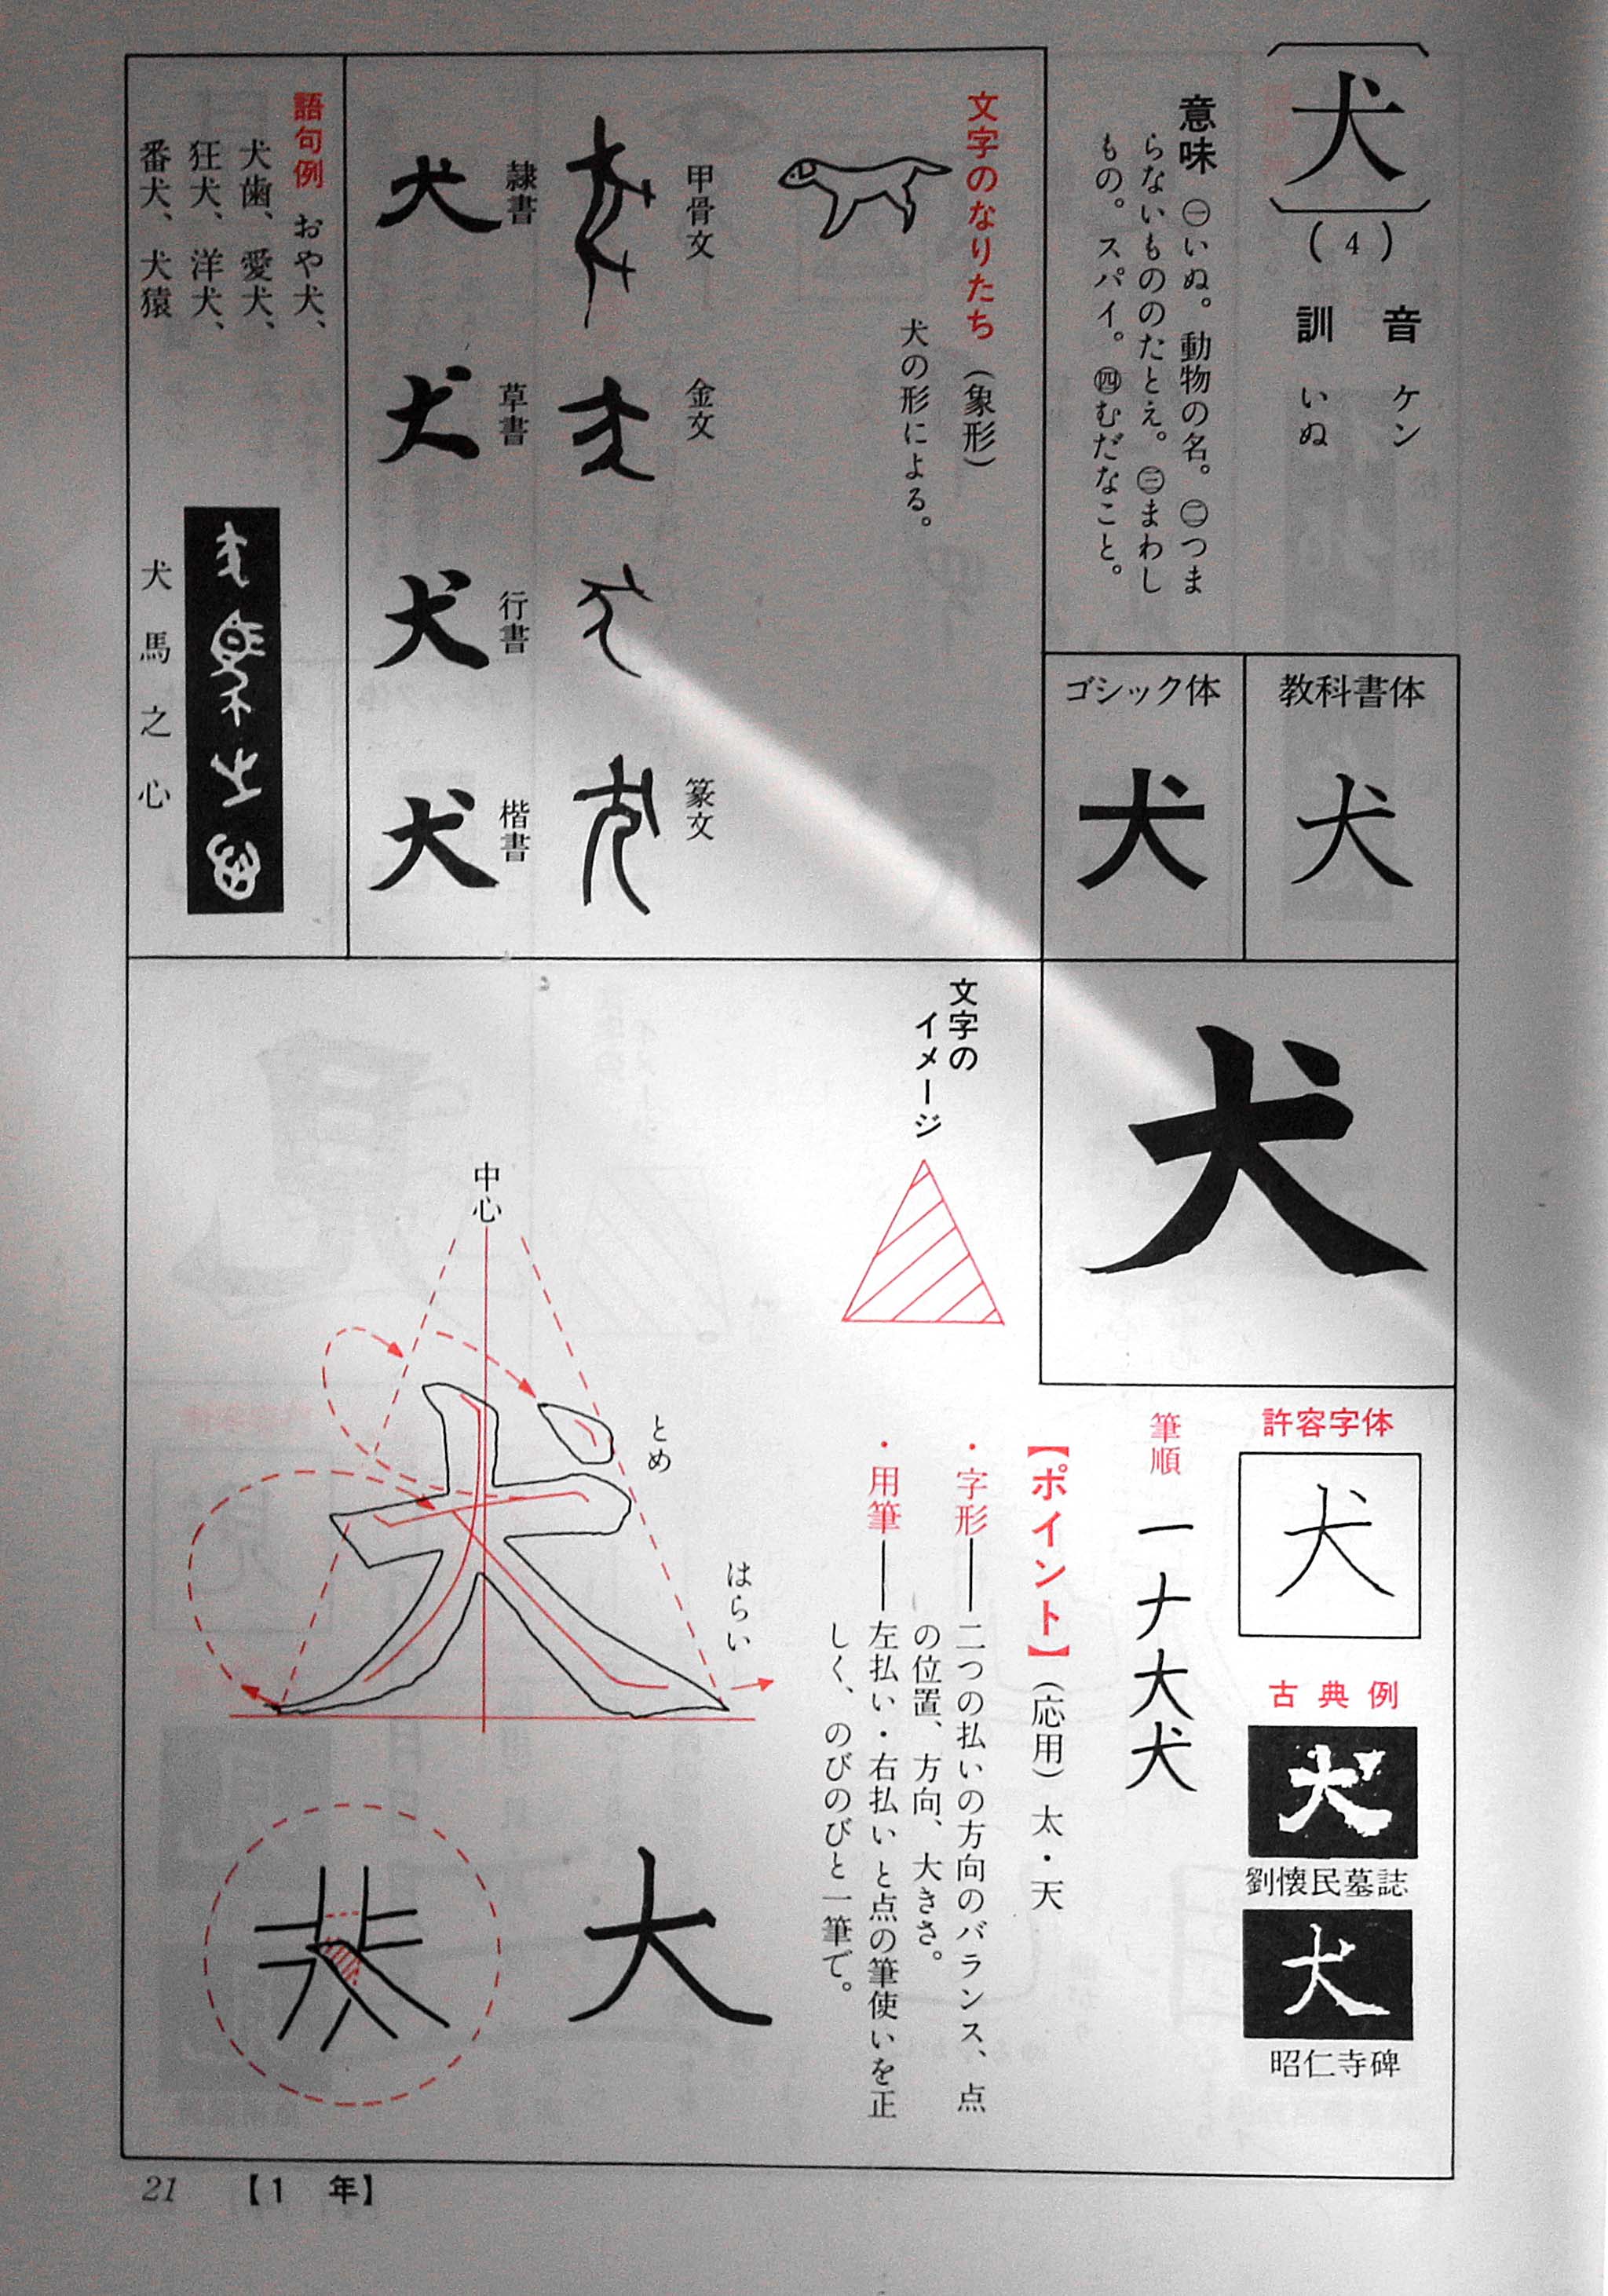 犬
(4)
音 ケン
訓 いぬ
意味 ㊀いぬ。動物の名。㊁つま
らないもののたとえ。㊂まわし
もの。スパイ。㊃むだなこと。
教科書体
犬
ゴシック体
犬
文字のなりたち（象形）
犬の形による。
甲骨文
金文
篆文
隷書
犬
草書
犬
行書
犬
楷書
犬
語句例 おや犬、
犬歯、愛犬、
狂犬、洋犬、
番犬、犬猿
犬馬之心
犬
許容字体
犬
古典例
犬
劉懐民墓誌
犬
昭仁寺碑
筆順 一ナ大犬
【ポイント】（応用）太・天
・字形──二つの払いの方向のバランス、点
の位置、方向、大きさ。
・用筆──左払い・右払いと点の筆使いを正
しく、のびのびと一筆で。
文字の
イメージ
中心
とめ
はらい
犬
大
21 【1 年】